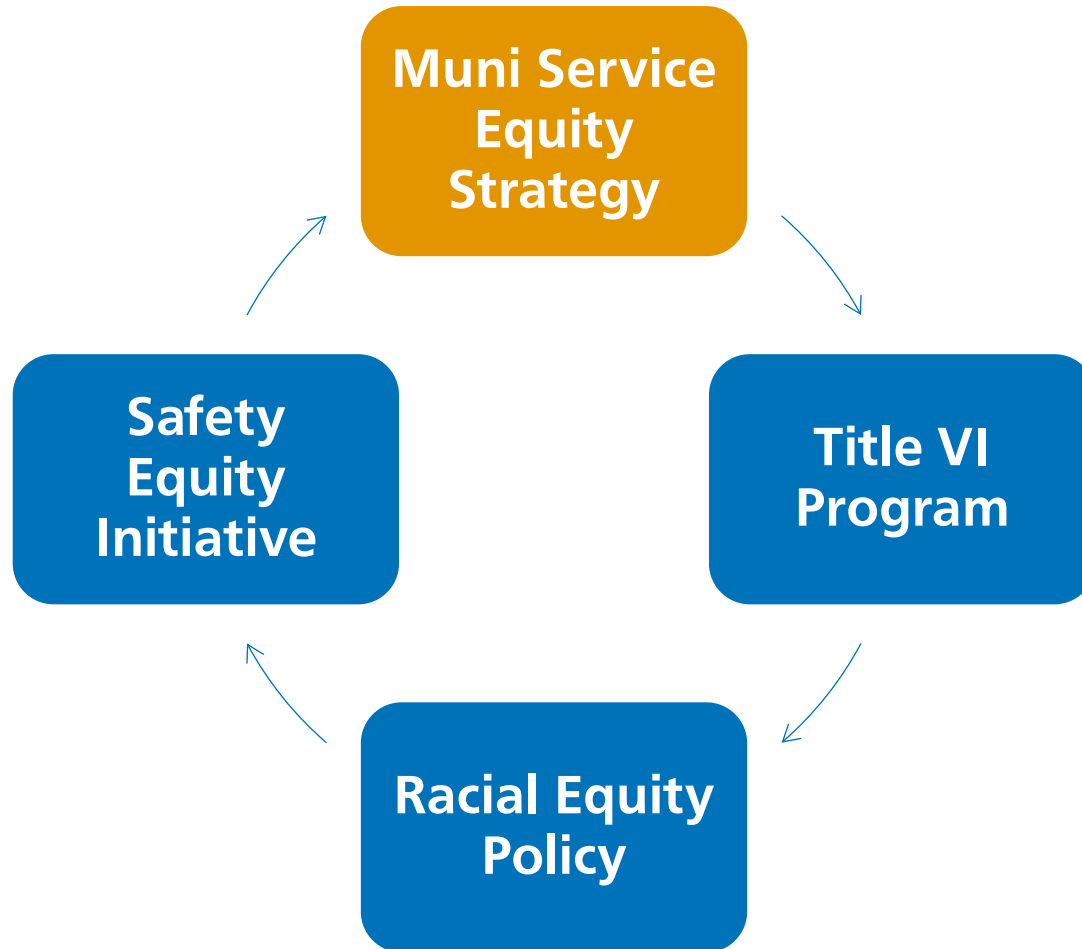 Muni Service
Equity
Strategy
Safety
Equity
Initiative
Title VI
Program
Racial Equity
Policy